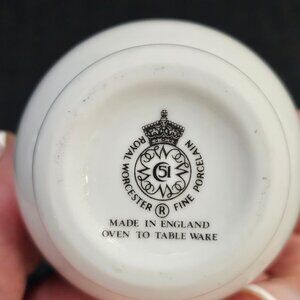 ROYAL WORCESTER FINE PORCELAIN
C 51
®
MADE IN ENGLAND
OVEN TO TABLE WARE